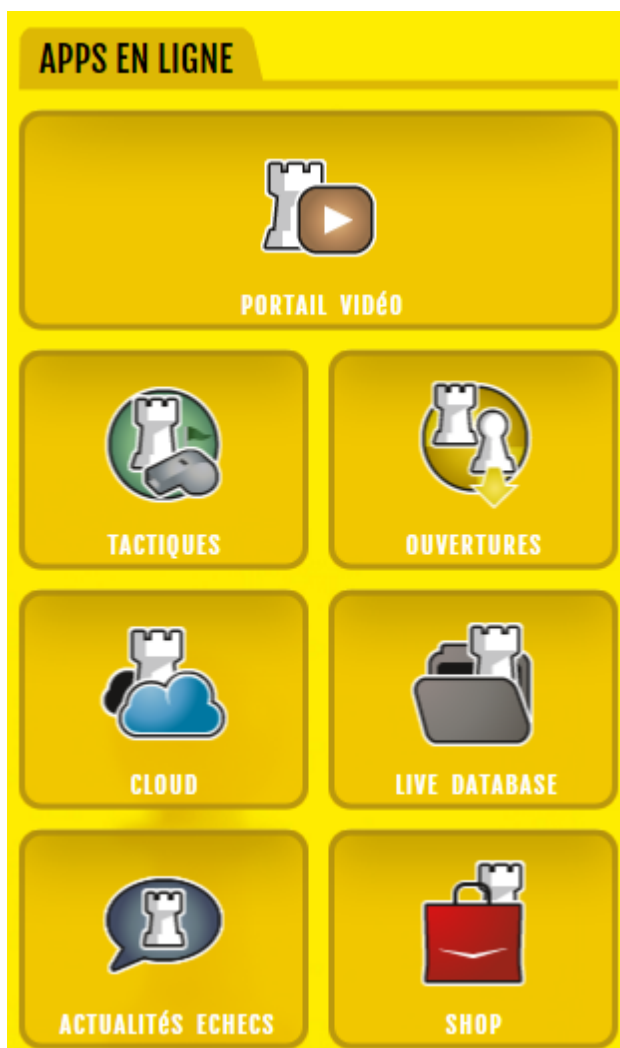 APPS EN LIGNE
PORTAIL VIDéO
TACTIQUES
OUVERTURES
CLOUD
LIVE DATABASE
ACTUALITéS ECHECS
SHOP